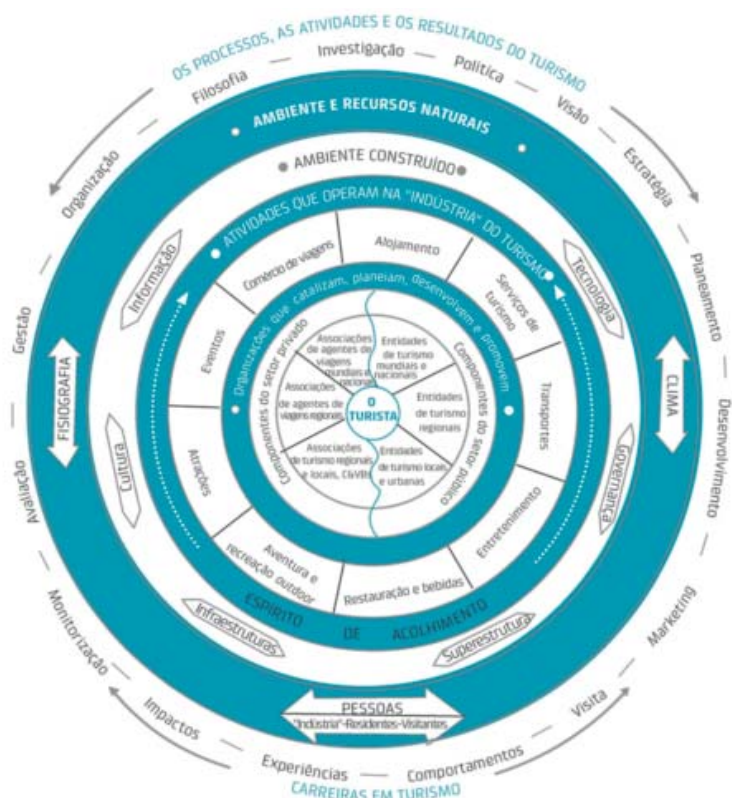 OS PROCESSOS, AS ATIVIDADES E OS RESULTADOS DO TURISMO
Organização
Filosofia
Investigação
Política
Visão
Estratégia
Planeamento
Desenvolvimento
Marketing
Visita
Comportamentos
Experiências
Impactos
Monitorização
Avaliação
Gestão
CARREIRAS EM TURISMO
AMBIENTE E RECURSOS NATURAIS
CLIMA
PESSOAS
"Indústria"-Residentes-Visitantes
FISIOGRAFIA
AMBIENTE CONSTRUÍDO
Tecnologia
Governança
Superestrutura
Infraestruturas
Cultura
Informação
ATIVIDADES QUE OPERAM NA "INDÚSTRIA" DO TURISMO
ESPÍRITO DE ACOLHIMENTO
Comércio de viagens
Alojamento
Serviços de
turismo
Transportes
Entretenimento
Restauração e bebidas
Aventura e
recreação outdoor
Atrações
Eventos
Organizações que catalizam, planeiam, desenvolvem e promovem
Componentes do setor privado
Componentes do setor público
Associações
de agentes de
viagens
mundiais e
nacionais
Entidades
de turismo
mundiais e
nacionais
Associações
de agentes de
viagens regionais
Entidades
de turismo
regionais
Associações
de turismo regionais
e locais, C&VBs
Entidades
de turismo locais
e urbanas
O
TURISTA